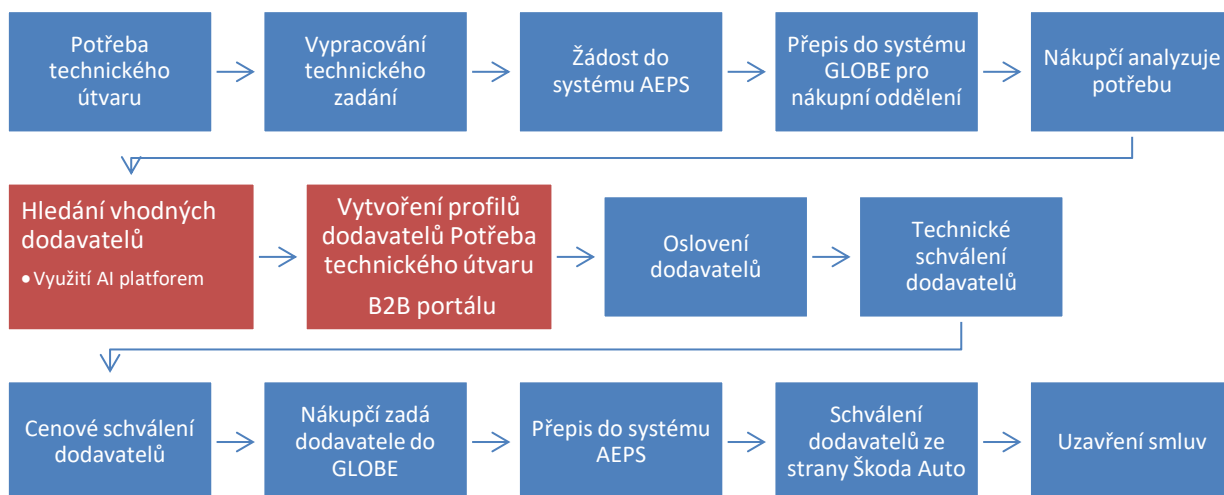 Potřeba
technického
útvaru
Vypracování
technického
zadání
Žádost do
systému AEPS
Přepis do systému
GLOBE pro
nákupní oddělení
Nákupčí analyzuje
potřebu
Hledání vhodných
dodavatelů
• Využití AI platforem
Vytvoření profilů
dodavatelů Potřeba
technického útvaru
B2B portálu
Oslovení
dodavatelů
Technické
schválení
dodavatelů
Cenové schválení
dodavatelů
Nákupčí zadá
dodavatele do
GLOBE
Přepis do systému
AEPS
Schválení
dodavatelů ze
strany Škoda Auto
Uzavření smluv